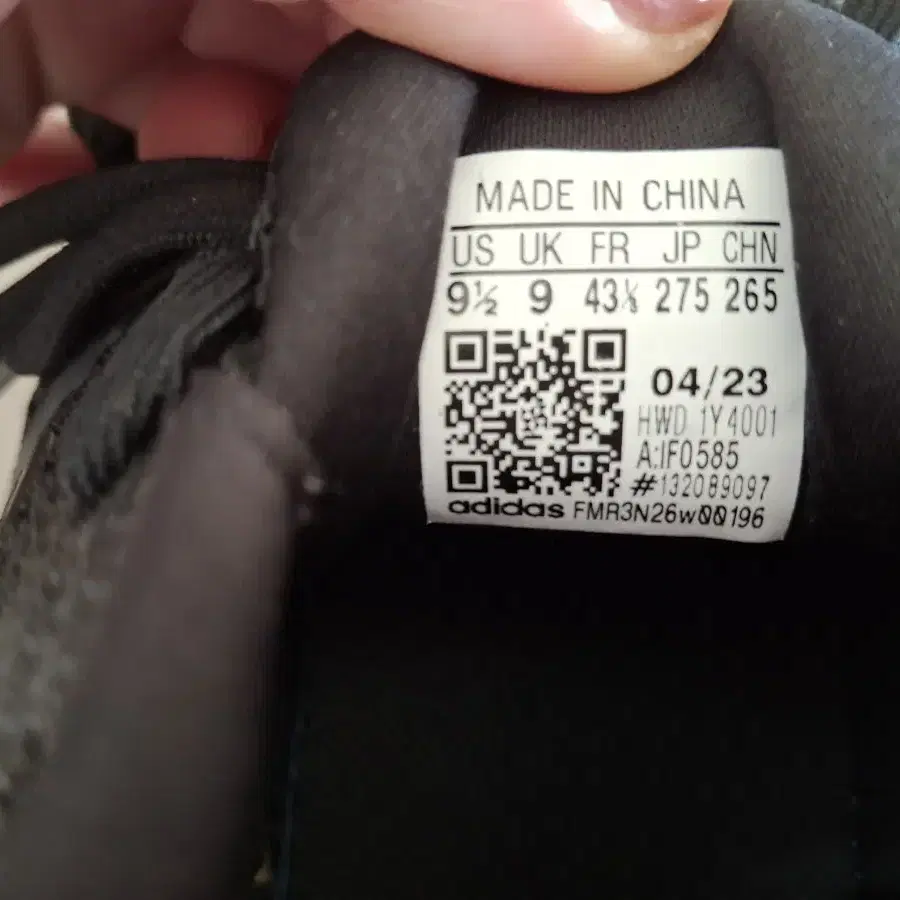 MADE IN CHINA
US UK FR JP CHN
9½ 9 43⅓ 275 265
04/23
HWD 1Y4001
A:IF0585
#132089097
adidas FMR3N26w00196